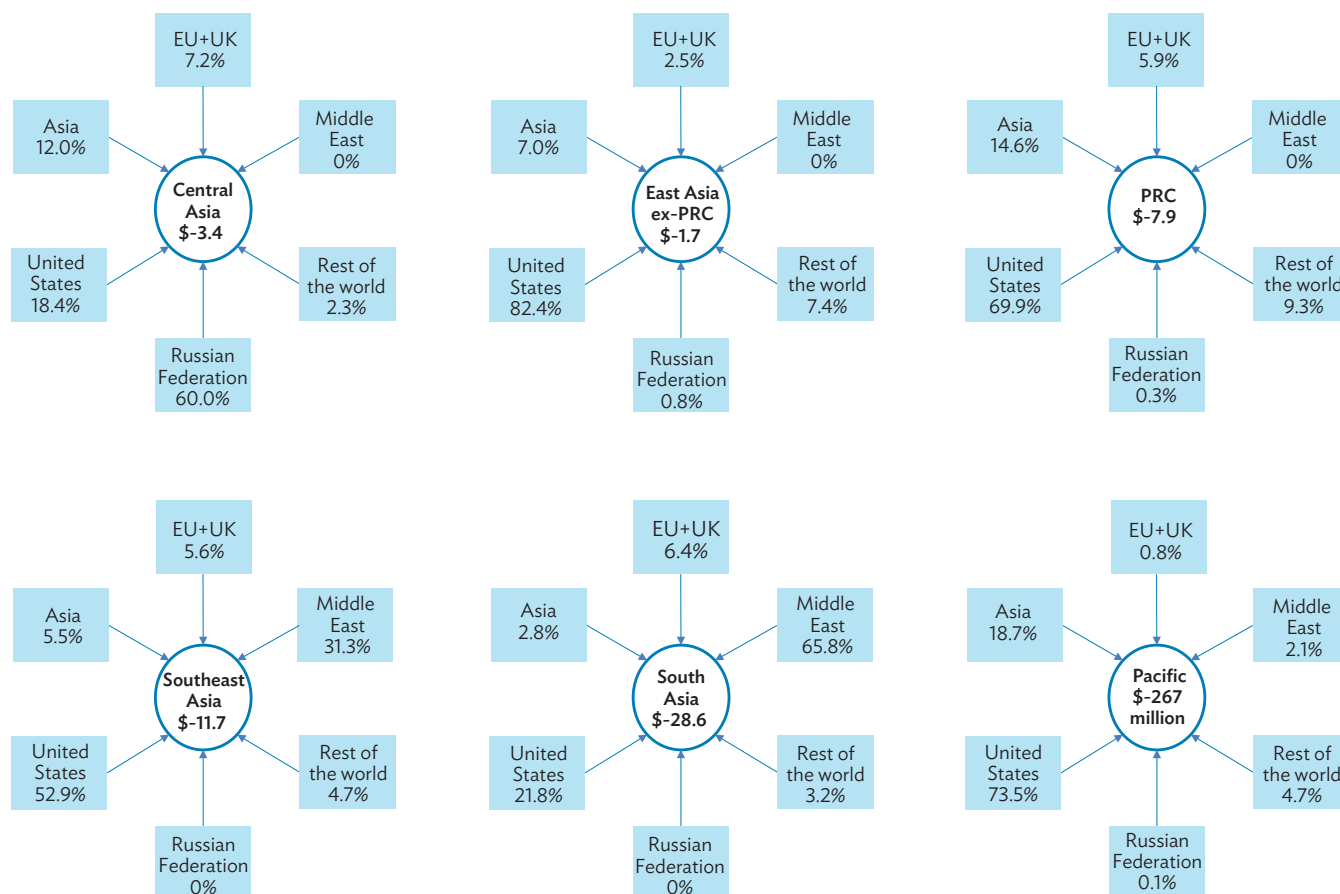 EU+UK
7.2%
Asia
12.0%
Middle
East
0%
Central
Asia
$-3.4
United
States
18.4%
Rest of
the world
2.3%
Russian
Federation
60.0%
EU+UK
2.5%
Asia
7.0%
Middle
East
0%
East Asia
ex-PRC
$-1.7
United
States
82.4%
Rest of
the world
7.4%
Russian
Federation
0.8%
EU+UK
5.9%
Asia
14.6%
Middle
East
0%
PRC
$-7.9
United
States
69.9%
Rest of
the world
9.3%
Russian
Federation
0.3%
EU+UK
5.6%
Asia
5.5%
Middle
East
31.3%
Southeast
Asia
$-11.7
United
States
52.9%
Rest of
the world
4.7%
Russian
Federation
0%
EU+UK
6.4%
Asia
2.8%
Middle
East
65.8%
South
Asia
$-28.6
United
States
21.8%
Rest of
the world
3.2%
Russian
Federation
0%
EU+UK
0.8%
Asia
18.7%
Middle
East
2.1%
Pacific
$-267
million
United
States
73.5%
Rest of
the world
4.7%
Russian
Federation
0.1%